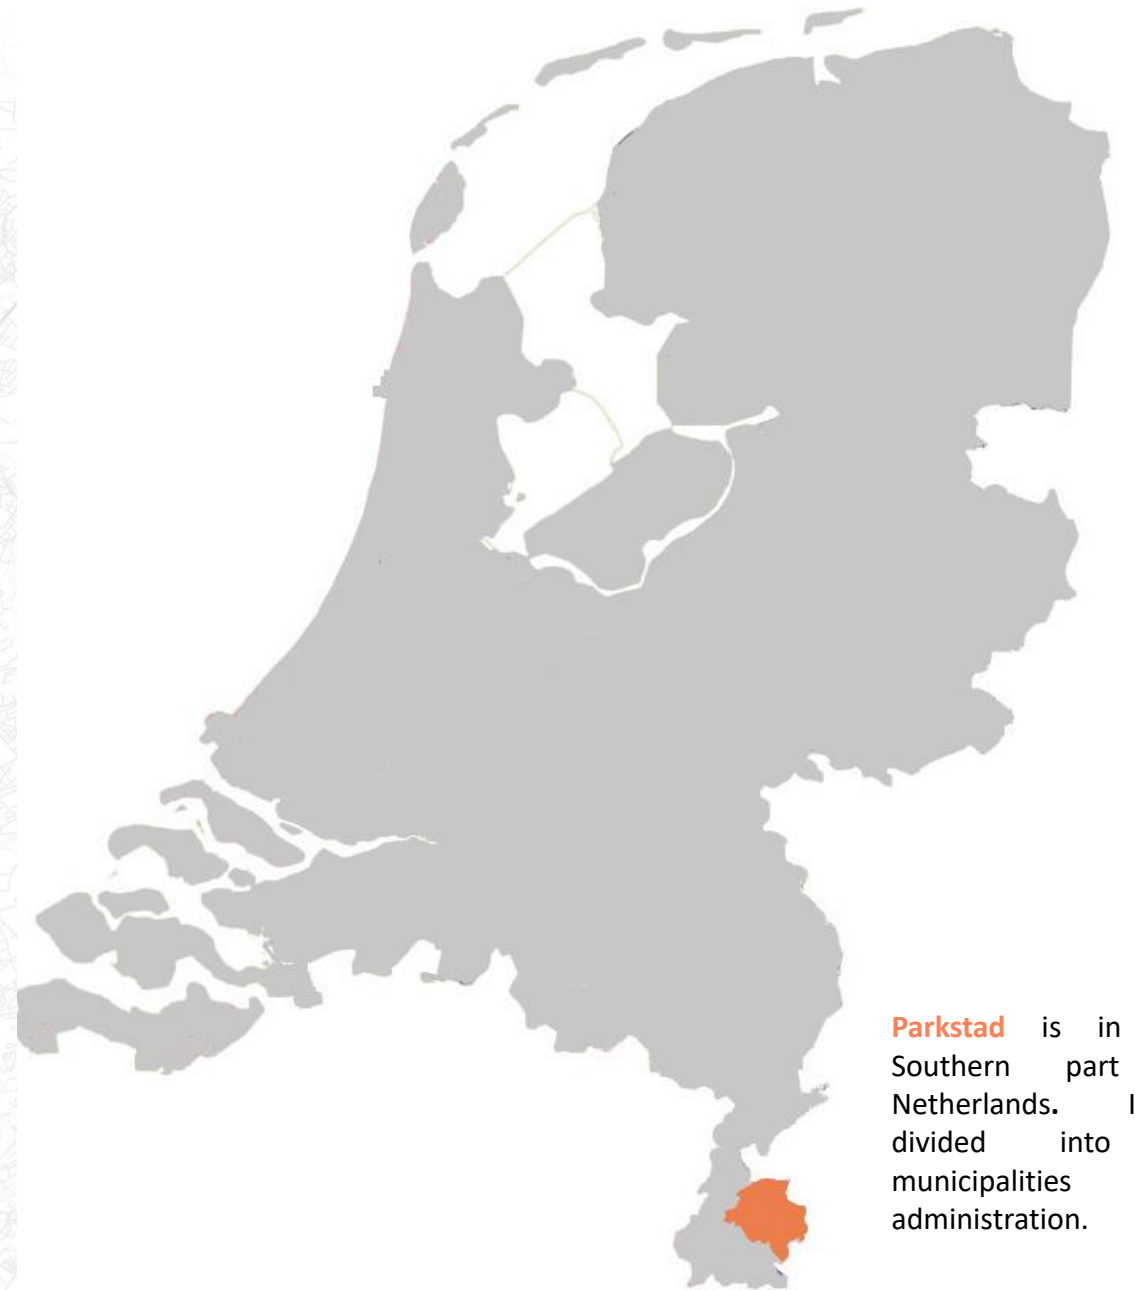 Parkstad is in
Southern part
Netherlands. I
divided into
municipalities
administration.